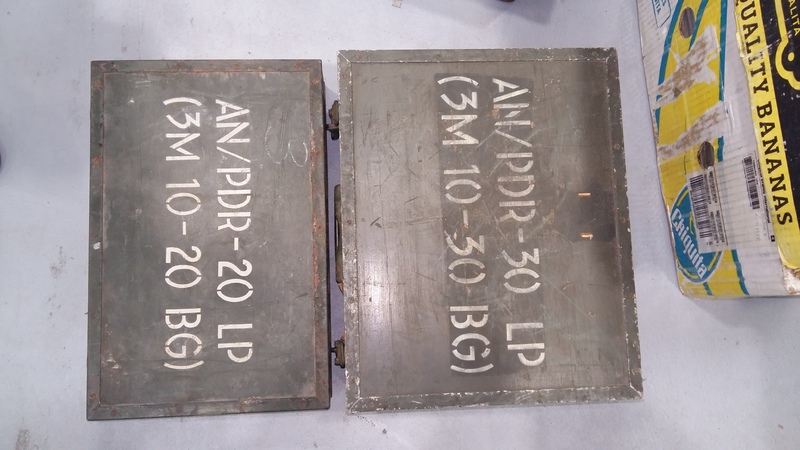 AN/PDR-20 LP
(3M 10-20 BG)
AN/PDR-30 LP
(3M 10-30 BG)
QUALITY BANANAS
Chiquita